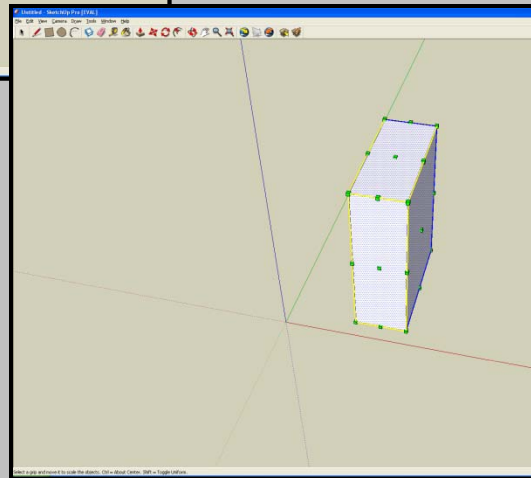 Untitled - SketchUp Pro [EVAL]
File Edit View Camera Draw Tools Window Help
Select a grip and move it to scale the objects. Ctrl = About Center. Shift = Toggle Uniform.